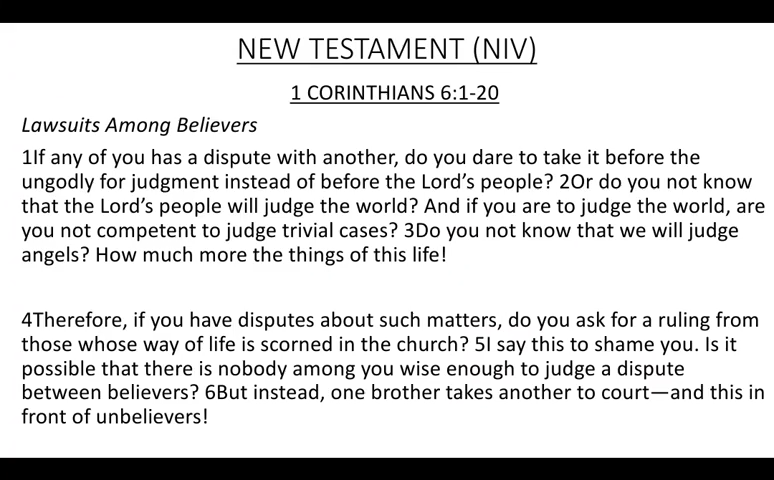 NEW TESTAMENT (NIV)
1 CORINTHIANS 6:1-20
Lawsuits Among Believers
1If any of you has a dispute with another, do you dare to take it before the
ungodly for judgment instead of before the Lord’s people? 2Or do you not know
that the Lord’s people will judge the world? And if you are to judge the world, are
you not competent to judge trivial cases? 3Do you not know that we will judge
angels? How much more the things of this life!
4Therefore, if you have disputes about such matters, do you ask for a ruling from
those whose way of life is scorned in the church? 5I say this to shame you. Is it
possible that there is nobody among you wise enough to judge a dispute
between believers? 6But instead, one brother takes another to court—and this in
front of unbelievers!